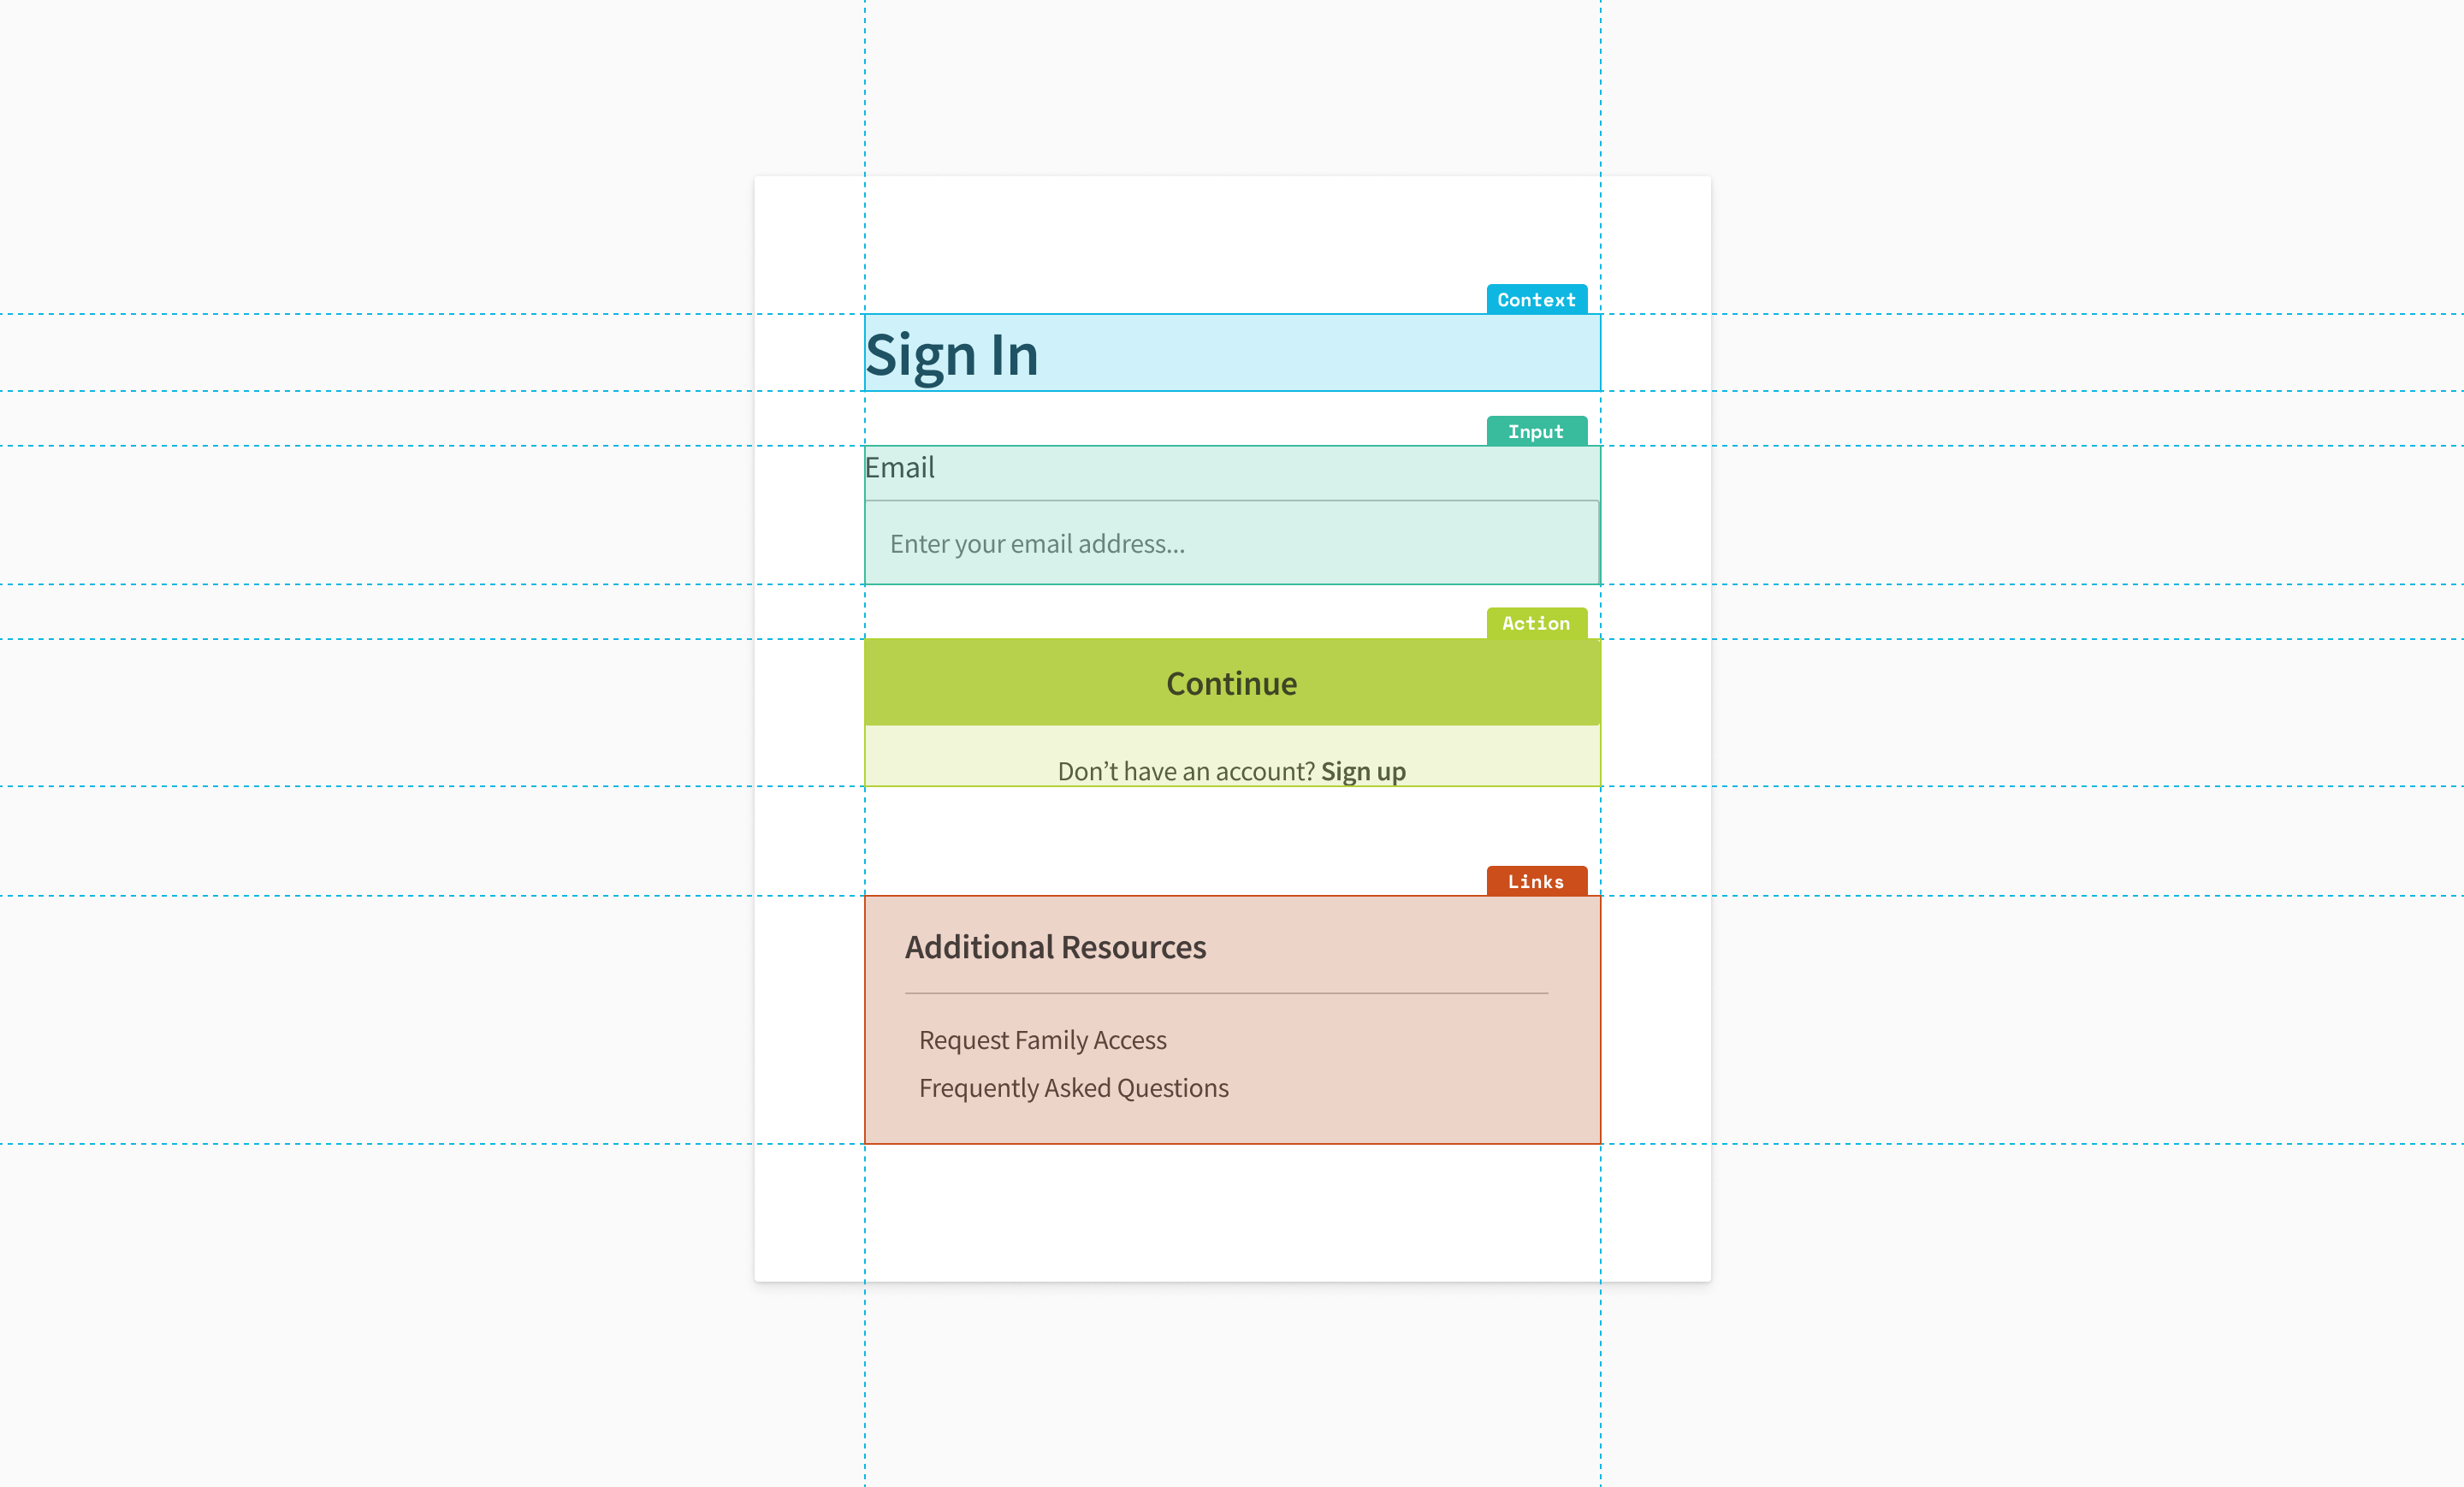 Context
Sign In
Input
Email
Enter your email address...
Action
Continue
Don’t have an account? Sign up
Links
Additional Resources
Request Family Access
Frequently Asked Questions